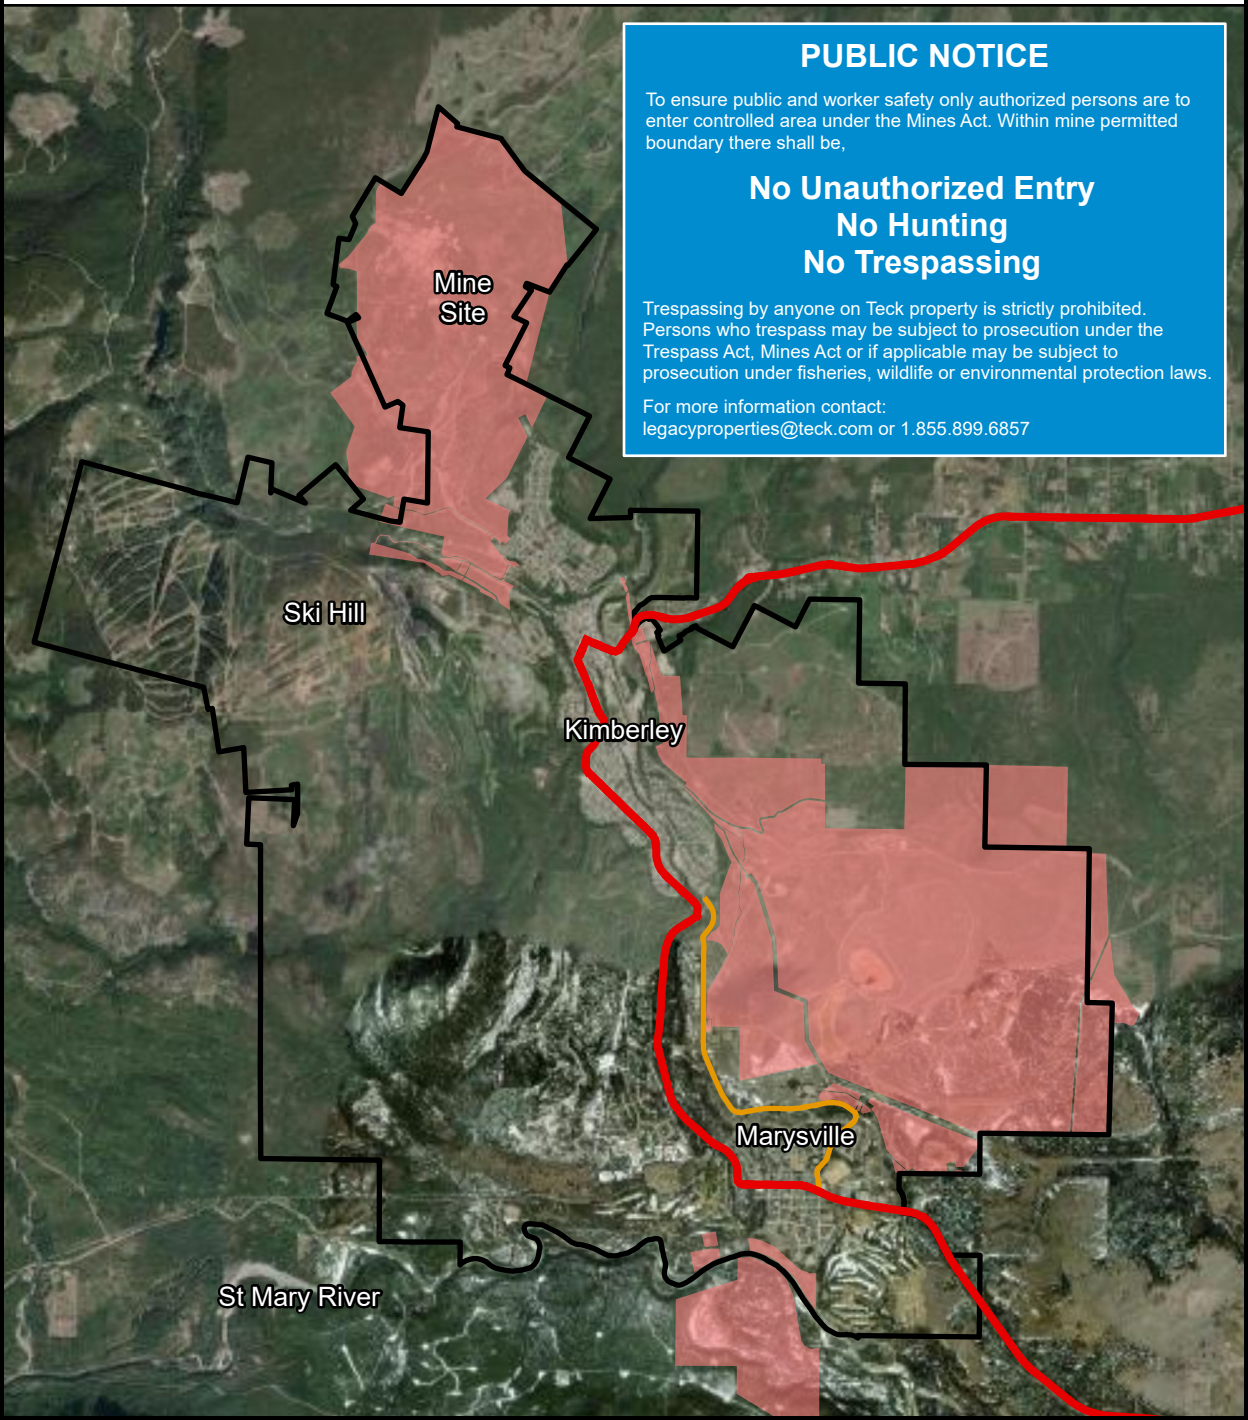 PUBLIC NOTICE
To ensure public and worker safety only authorized persons are to
enter controlled area under the Mines Act. Within mine permitted
boundary there shall be,
No Unauthorized Entry
No Hunting
No Trespassing
Trespassing by anyone on Teck property is strictly prohibited.
Persons who trespass may be subject to prosecution under the
Trespass Act, Mines Act or if applicable may be subject to
prosecution under fisheries, wildlife or environmental protection laws.
For more information contact:
legacyproperties@teck.com or 1.855.899.6857
Mine
Site
Ski Hill
Kimberley
Marysville
St Mary River